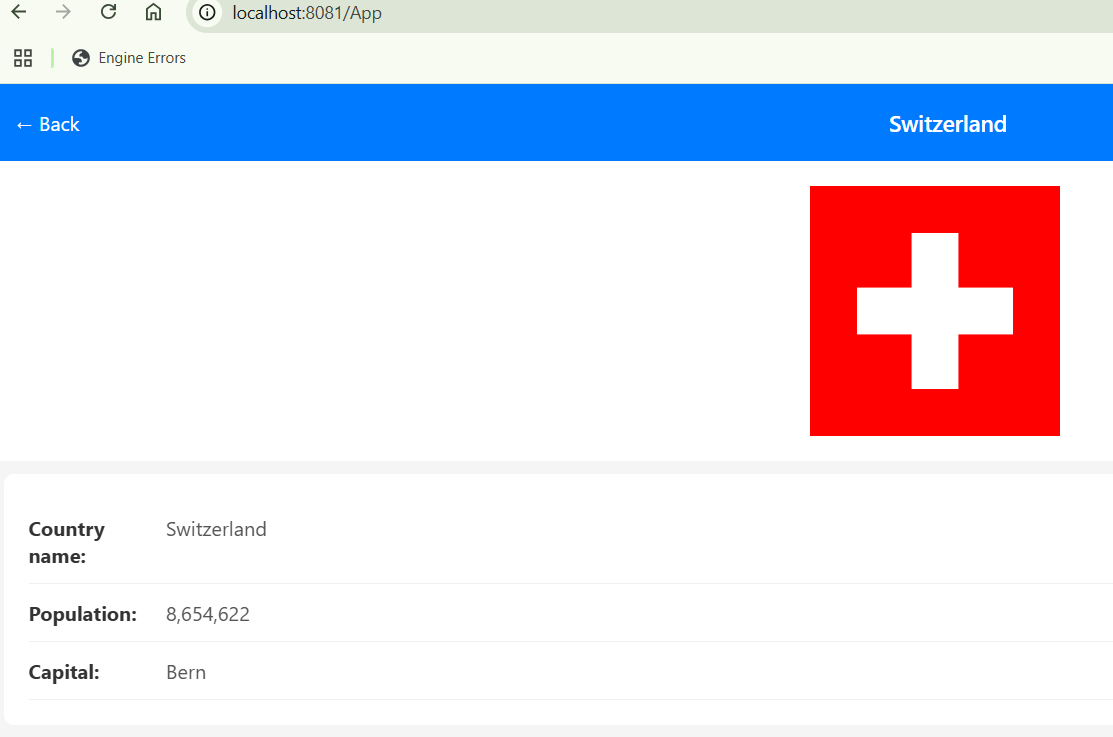 localhost:8081/App
Engine Errors
← Back
Switzerland
Country name:
Switzerland
Population:
8,654,622
Capital:
Bern